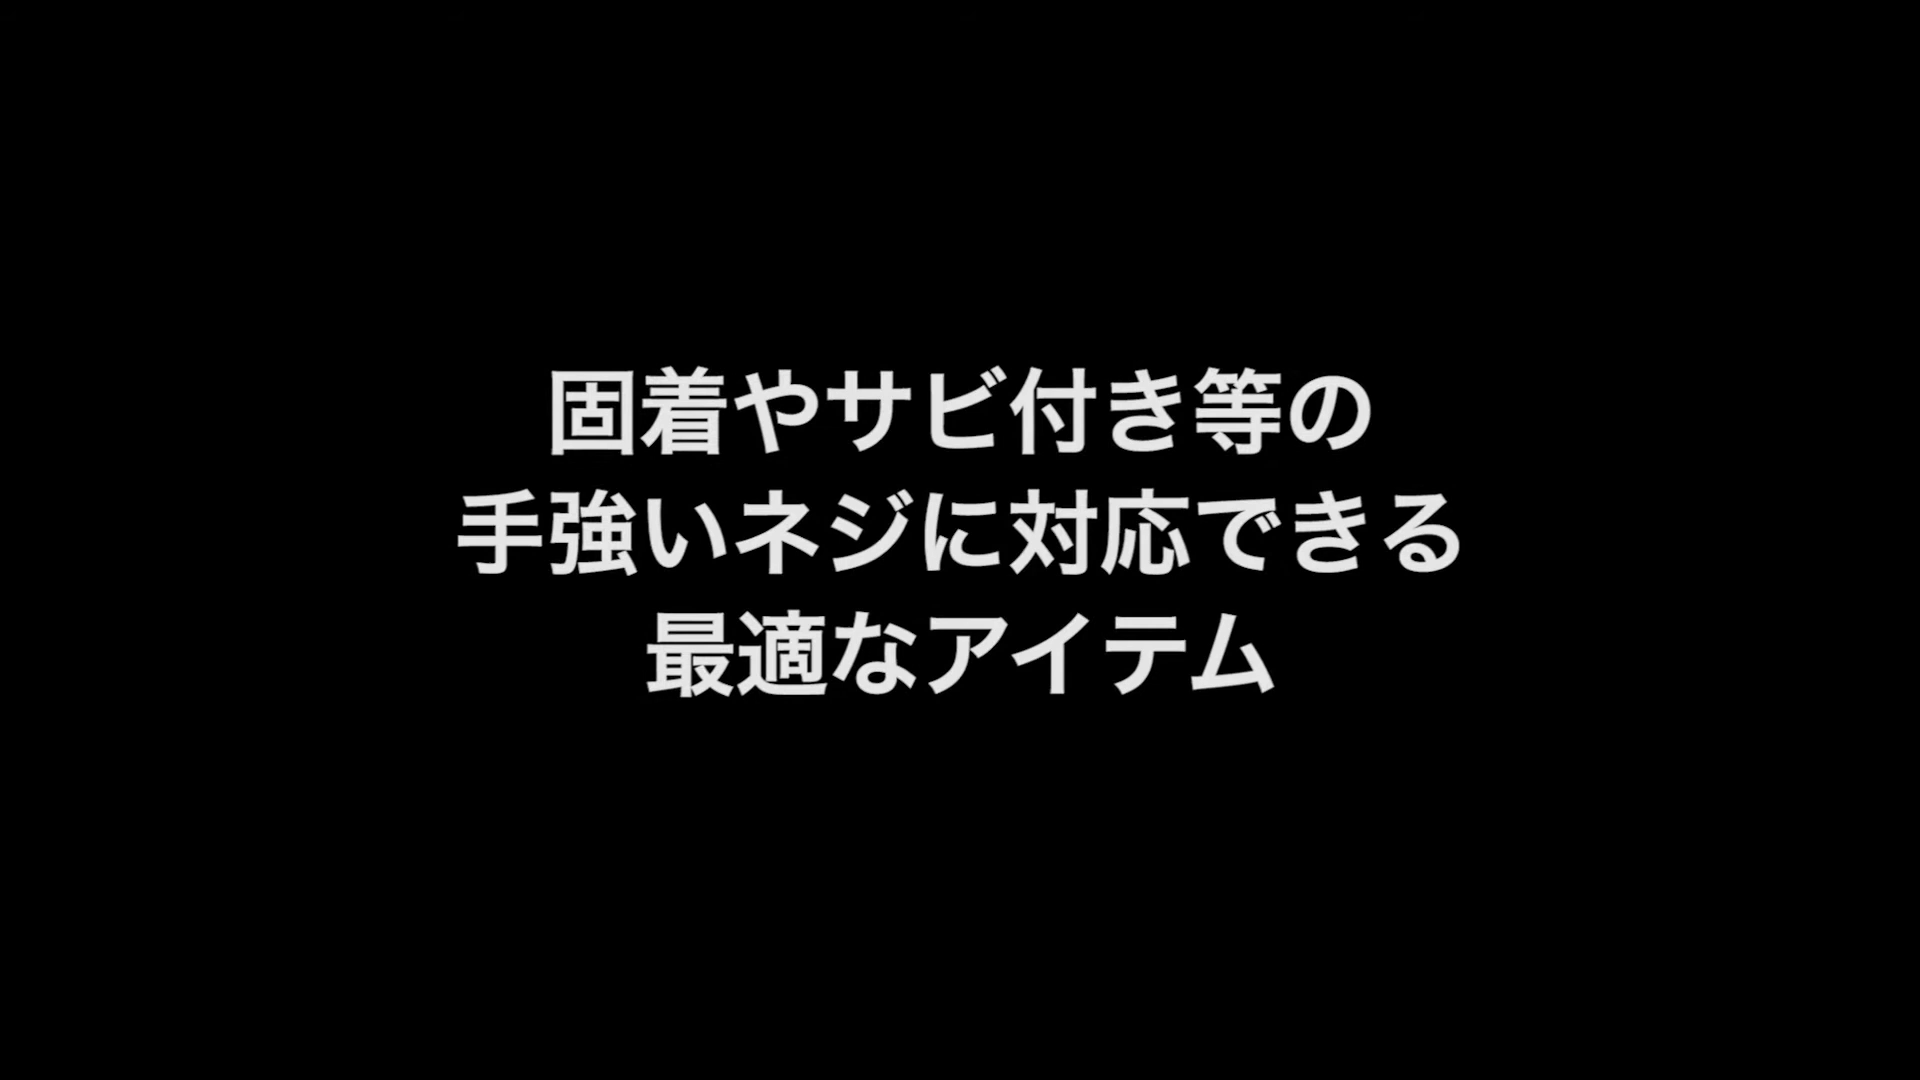 固着やサビ付き等の
手強いネジに対応できる
最適なアイテム